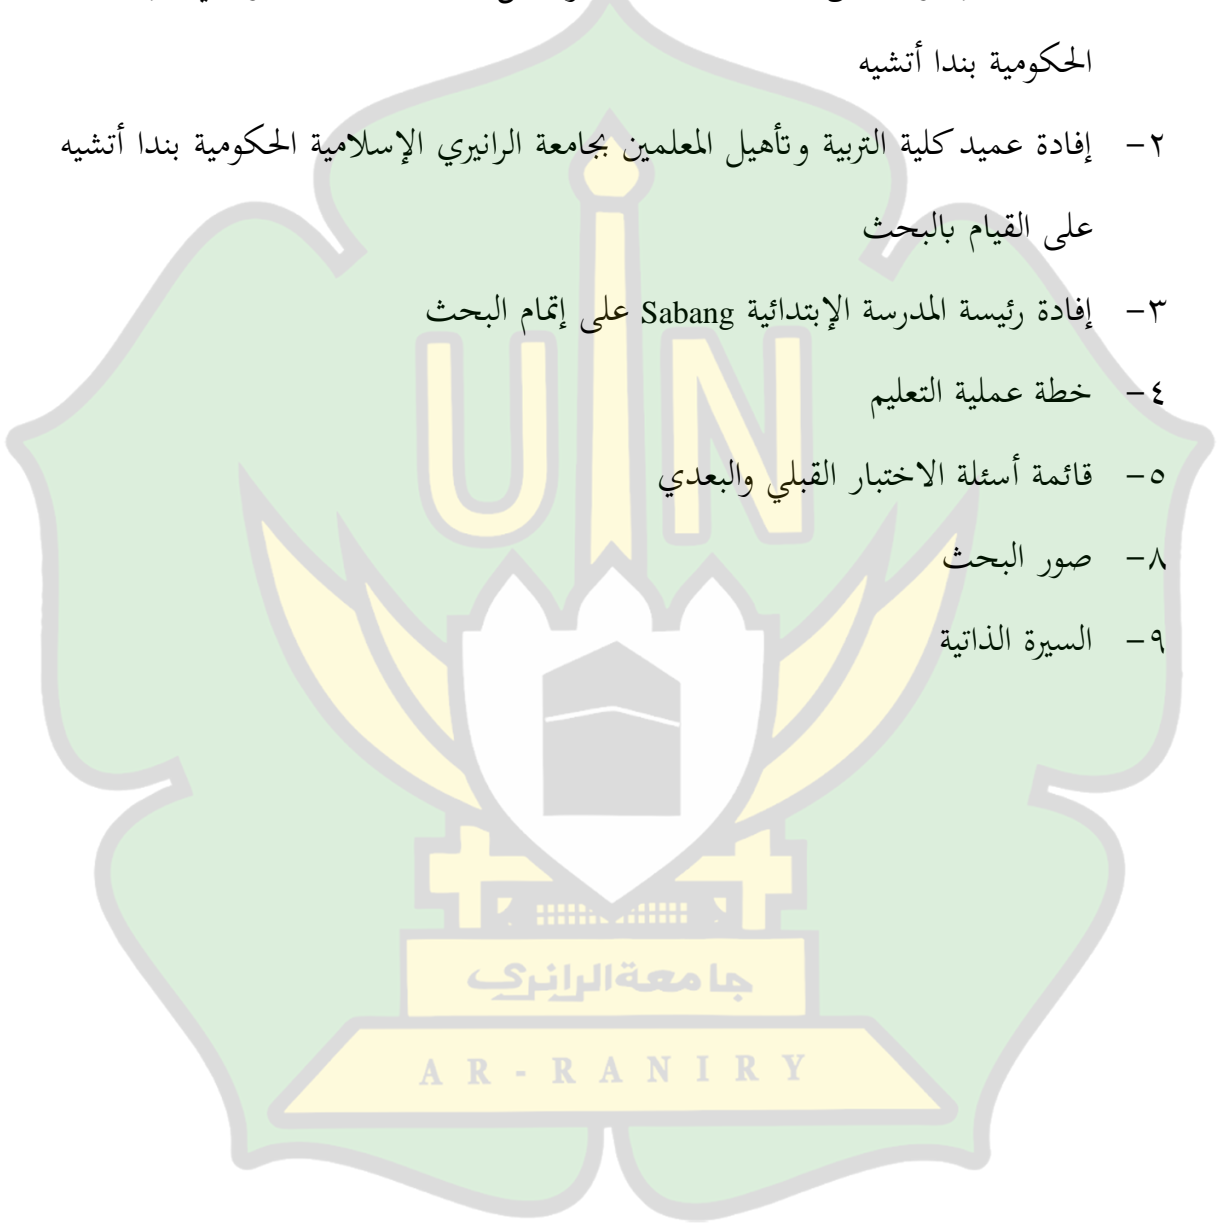 الحكومية بندا أتشيه
٢- إفادة عميد كلية التربية وتأهيل المعلمين بجامعة الرانيري الإسلامية الحكومية بندا أتشيه
على القيام بالبحث
٣- إفادة رئيسة المدرسة الإبتدائية Sabang على إتمام البحث
٤- خطة عملية التعليم
٥- قائمة أسئلة الاختبار القبلي والبعدي
٨- صور البحث
٩- السيرة الذاتية
UIN
جامعة الرانري
AR-RANIRY